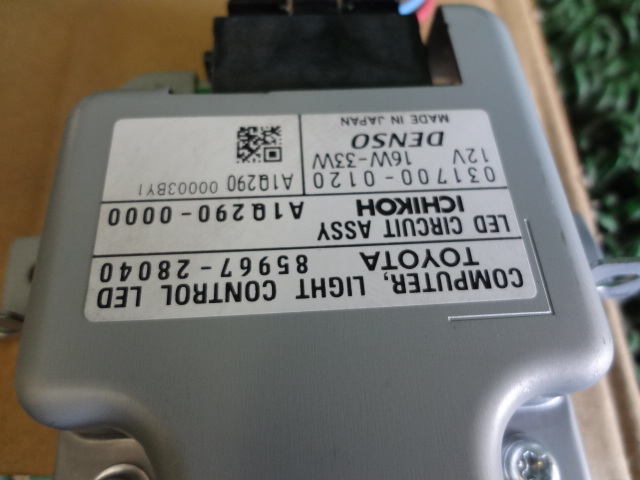 COMPUTER, LIGHT CONTROL LED
TOYOTA 85967-28040
LED CIRCUIT ASSY
ICHIKOH A1Q290-0000
031700-0120
12V 16W-33W
DENSO
MADE IN JAPAN
A1Q290 00003BY1